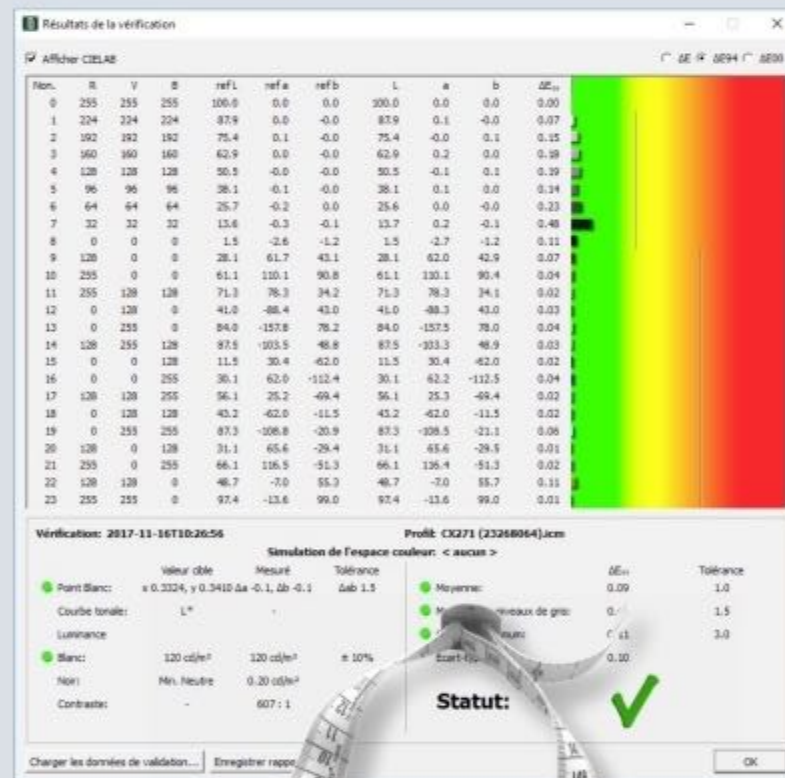 Résultats de la vérification
Afficher CIELAB ΔE ΔE94 ΔE00
Non. R V B ref L ref a ref b L a b ΔE₉₄
0 255 255 255 100.0 0.0 0.0 100.0 0.0 0.0 0.00
1 224 224 224 87.9 0.0 -0.0 87.9 0.1 -0.0 0.07
2 192 192 192 75.4 0.1 -0.0 75.4 -0.0 0.1 0.15
3 160 160 160 62.9 0.0 -0.0 62.9 0.2 0.0 0.18
4 128 128 128 50.5 -0.0 -0.0 50.5 -0.1 0.1 0.19
5 96 96 96 38.1 -0.1 -0.0 38.1 0.1 0.0 0.14
6 64 64 64 25.7 -0.2 0.0 25.6 0.0 -0.0 0.23
7 32 32 32 13.6 -0.3 -0.1 13.7 0.2 -0.1 0.48
8 0 0 0 1.5 -2.6 -1.2 1.5 -2.7 -1.2 0.11
9 128 0 0 28.1 61.7 43.1 28.1 62.0 42.9 0.07
10 255 0 0 61.1 110.1 90.8 61.1 110.1 90.4 0.04
11 255 128 128 71.3 78.3 34.2 71.3 78.3 34.1 0.02
12 0 128 0 41.0 -88.4 43.0 41.0 -88.3 43.0 0.03
13 0 255 0 84.0 -157.8 78.2 84.0 -157.5 78.0 0.04
14 128 255 128 87.5 -103.5 48.8 87.5 -103.3 48.9 0.03
15 0 0 128 11.5 30.4 -62.0 11.5 30.4 -62.0 0.02
16 0 0 255 30.1 62.0 -112.4 30.1 62.2 -112.5 0.04
17 128 128 255 56.1 25.2 -69.4 56.1 25.3 -69.4 0.02
18 0 128 128 43.2 -62.0 -11.5 43.2 -62.0 -11.5 0.02
19 0 255 255 87.3 -108.8 -20.9 87.3 -108.5 -21.1 0.06
20 128 0 128 31.1 65.6 -29.4 31.1 65.6 -29.5 0.01
21 255 0 255 66.1 116.5 -51.3 66.1 116.4 -51.3 0.02
22 128 128 0 48.7 -7.0 55.3 48.7 -7.0 55.7 0.11
23 255 255 0 97.4 -13.6 99.0 97.4 -13.6 99.0 0.01
Vérification: 2017-11-16T10:26:56 Profil: CX271 (23268064).icm
Simulation de l'espace couleur: < aucun >
Valeur cible Mesuré Tolérance ΔE₉₄ Tolérance
Point Blanc: x 0.3324, y 0.3410 Δa -0.1, Δb -0.1 Δab 1.5 Moyenne: 0.09 1.0
Courbe tonale: L* - niveaux de gris: 1.5
Luminance 3.0
Blanc: 120 cd/m² 120 cd/m² ± 10% 0.10
Noir: Min. Neutre 0.20 cd/m²
Contraste: - 607 : 1 Statut:
Charger les données de validation... Enregistrer OK